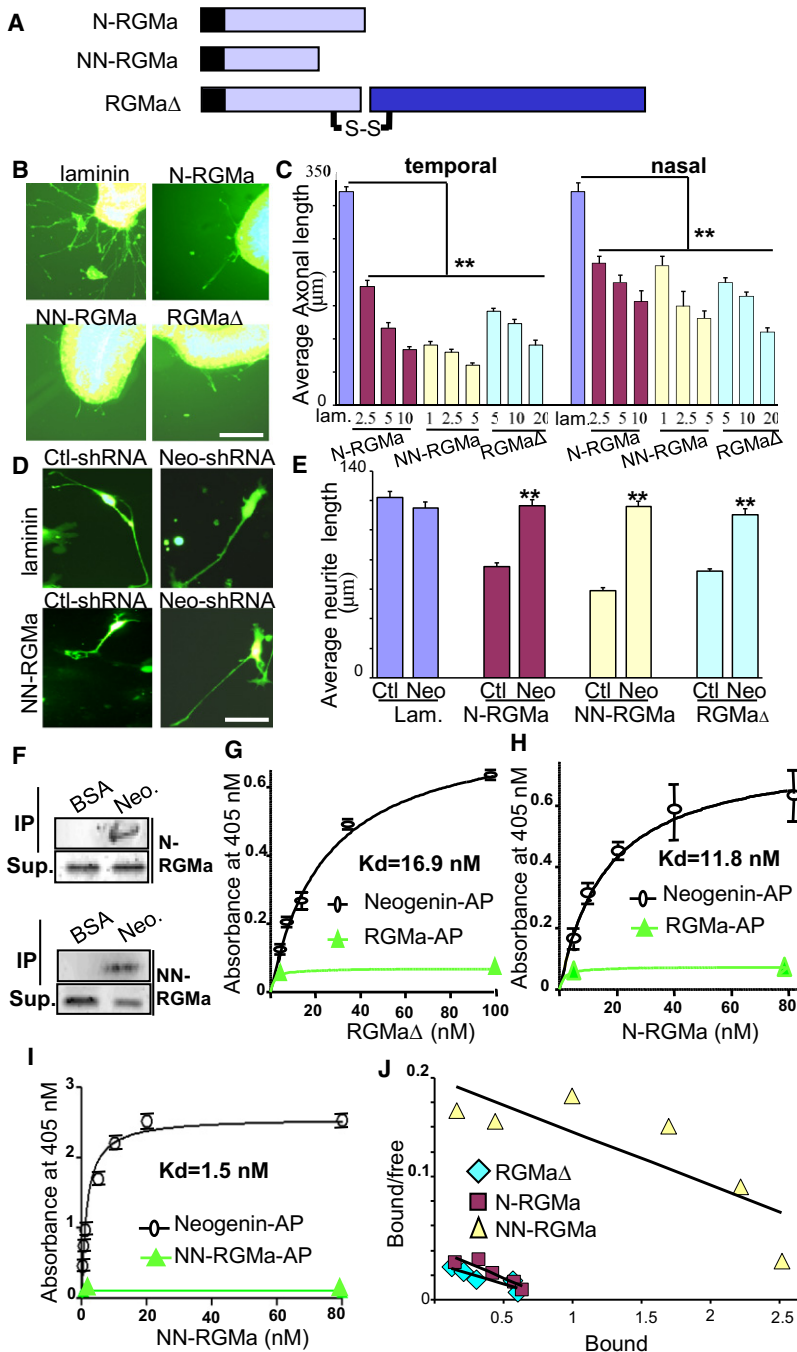 A
N-RGMa
NN-RGMa
RGMaΔ
S-S
B
laminin
N-RGMa
NN-RGMa
RGMaΔ
C
temporal
nasal
Average Axonal length
(µm)
350
0
**
**
lam. 2.5 5 10 1 2.5 5 5 10 20
N-RGMa NN-RGMa RGMaΔ
lam. 2.5 5 10 1 2.5 5 5 10 20
N-RGMa NN-RGMa RGMaΔ
D
Ctl-shRNA Neo-shRNA
laminin
Ctl-shRNA Neo-shRNA
NN-RGMa
E
Average neurite length
(µm)
140
0
** ** **
Ctl Neo Ctl Neo Ctl Neo Ctl Neo
Lam. N-RGMa NN-RGMa RGMaΔ
F
BSA Neo.
IP
Sup.
N-
RGMa
BSA Neo.
IP
Sup.
NN-
RGMa
G
Absorbance at 405 nM
0.6
0.2
0
Kd=16.9 nM
Neogenin-AP
RGMa-AP
20 40 60 80 100
RGMaΔ (nM)
H
Absorbance at 405 nM
0.6
0.4
0.2
0
Kd=11.8 nM
Neogenin-AP
RGMa-AP
0 20 40 60 80
N-RGMa (nM)
I
Absorbance at 405 nM
3
2
1
0
Kd=1.5 nM
Neogenin-AP
NN-RGMa-AP
0 20 40 60 80
NN-RGMa (nM)
J
Bound/free
0.2
0.1
0
RGMaΔ
N-RGMa
NN-RGMa
0.5 1 1.5 2 2.5
Bound